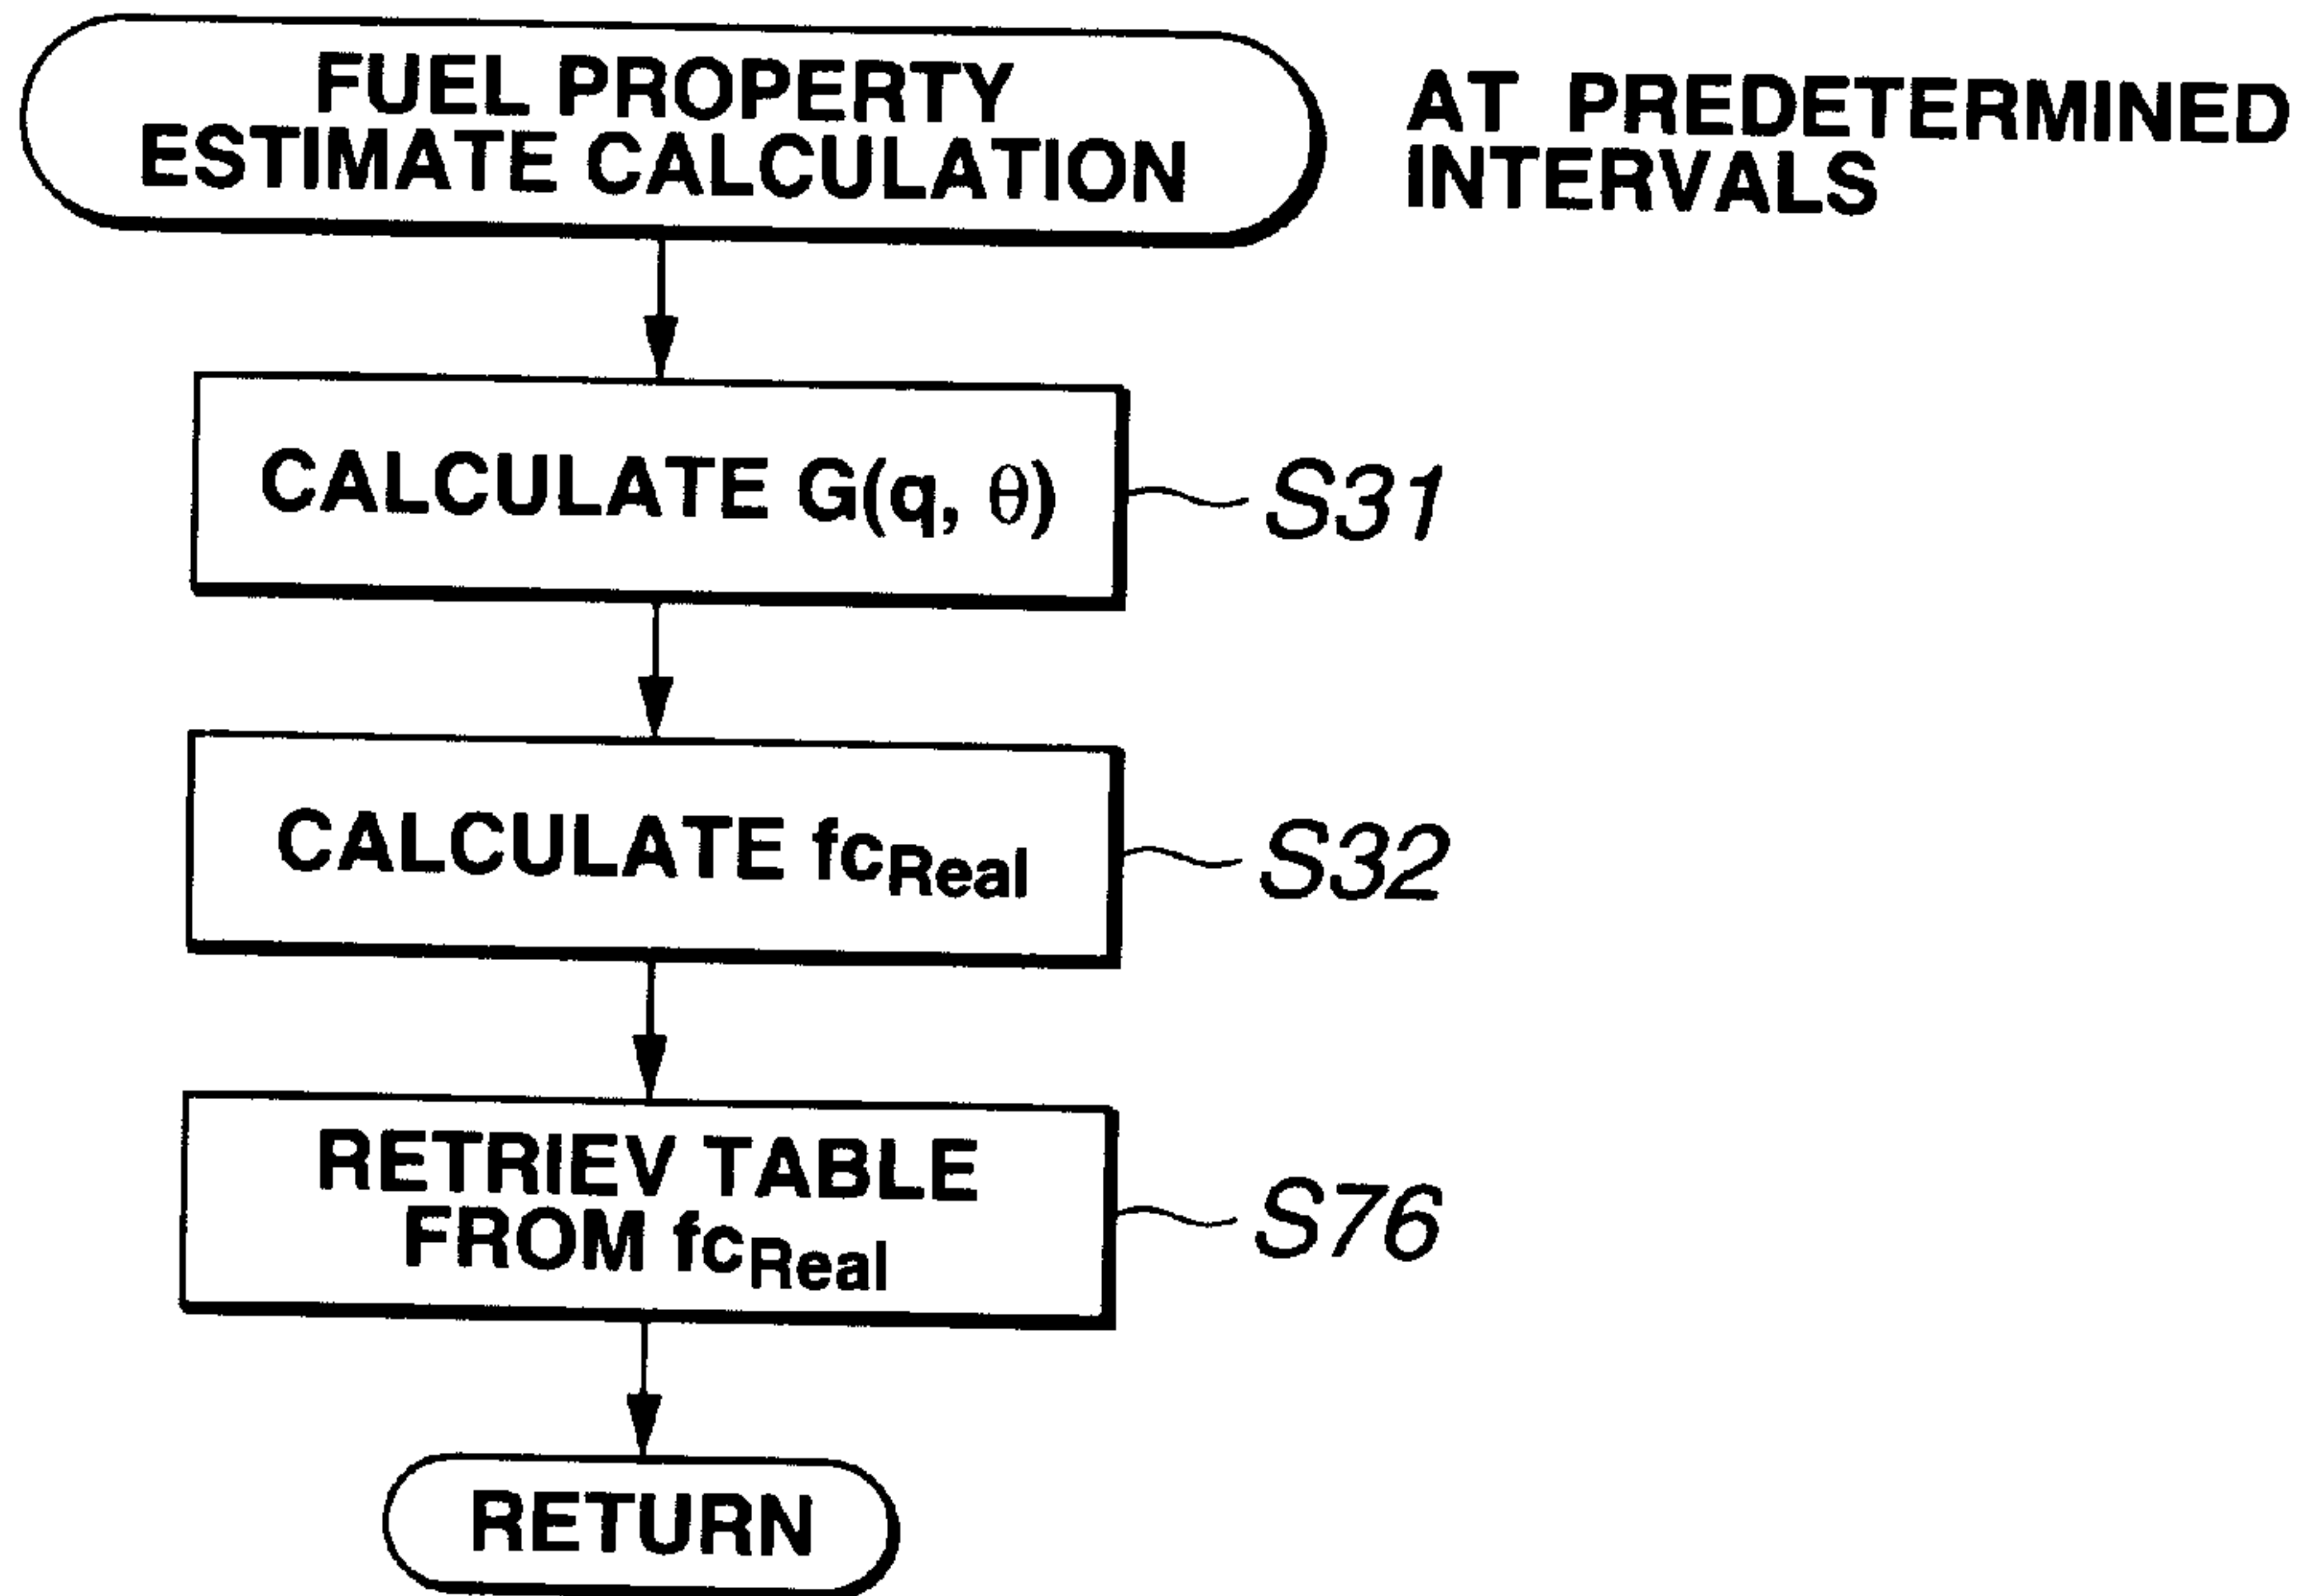 FUEL PROPERTY
ESTIMATE CALCULATION
AT PREDETERMINED
INTERVALS
CALCULATE G(q, θ)
S31
CALCULATE fcReal
S32
RETRIEV TABLE
FROM fcReal
S76
RETURN